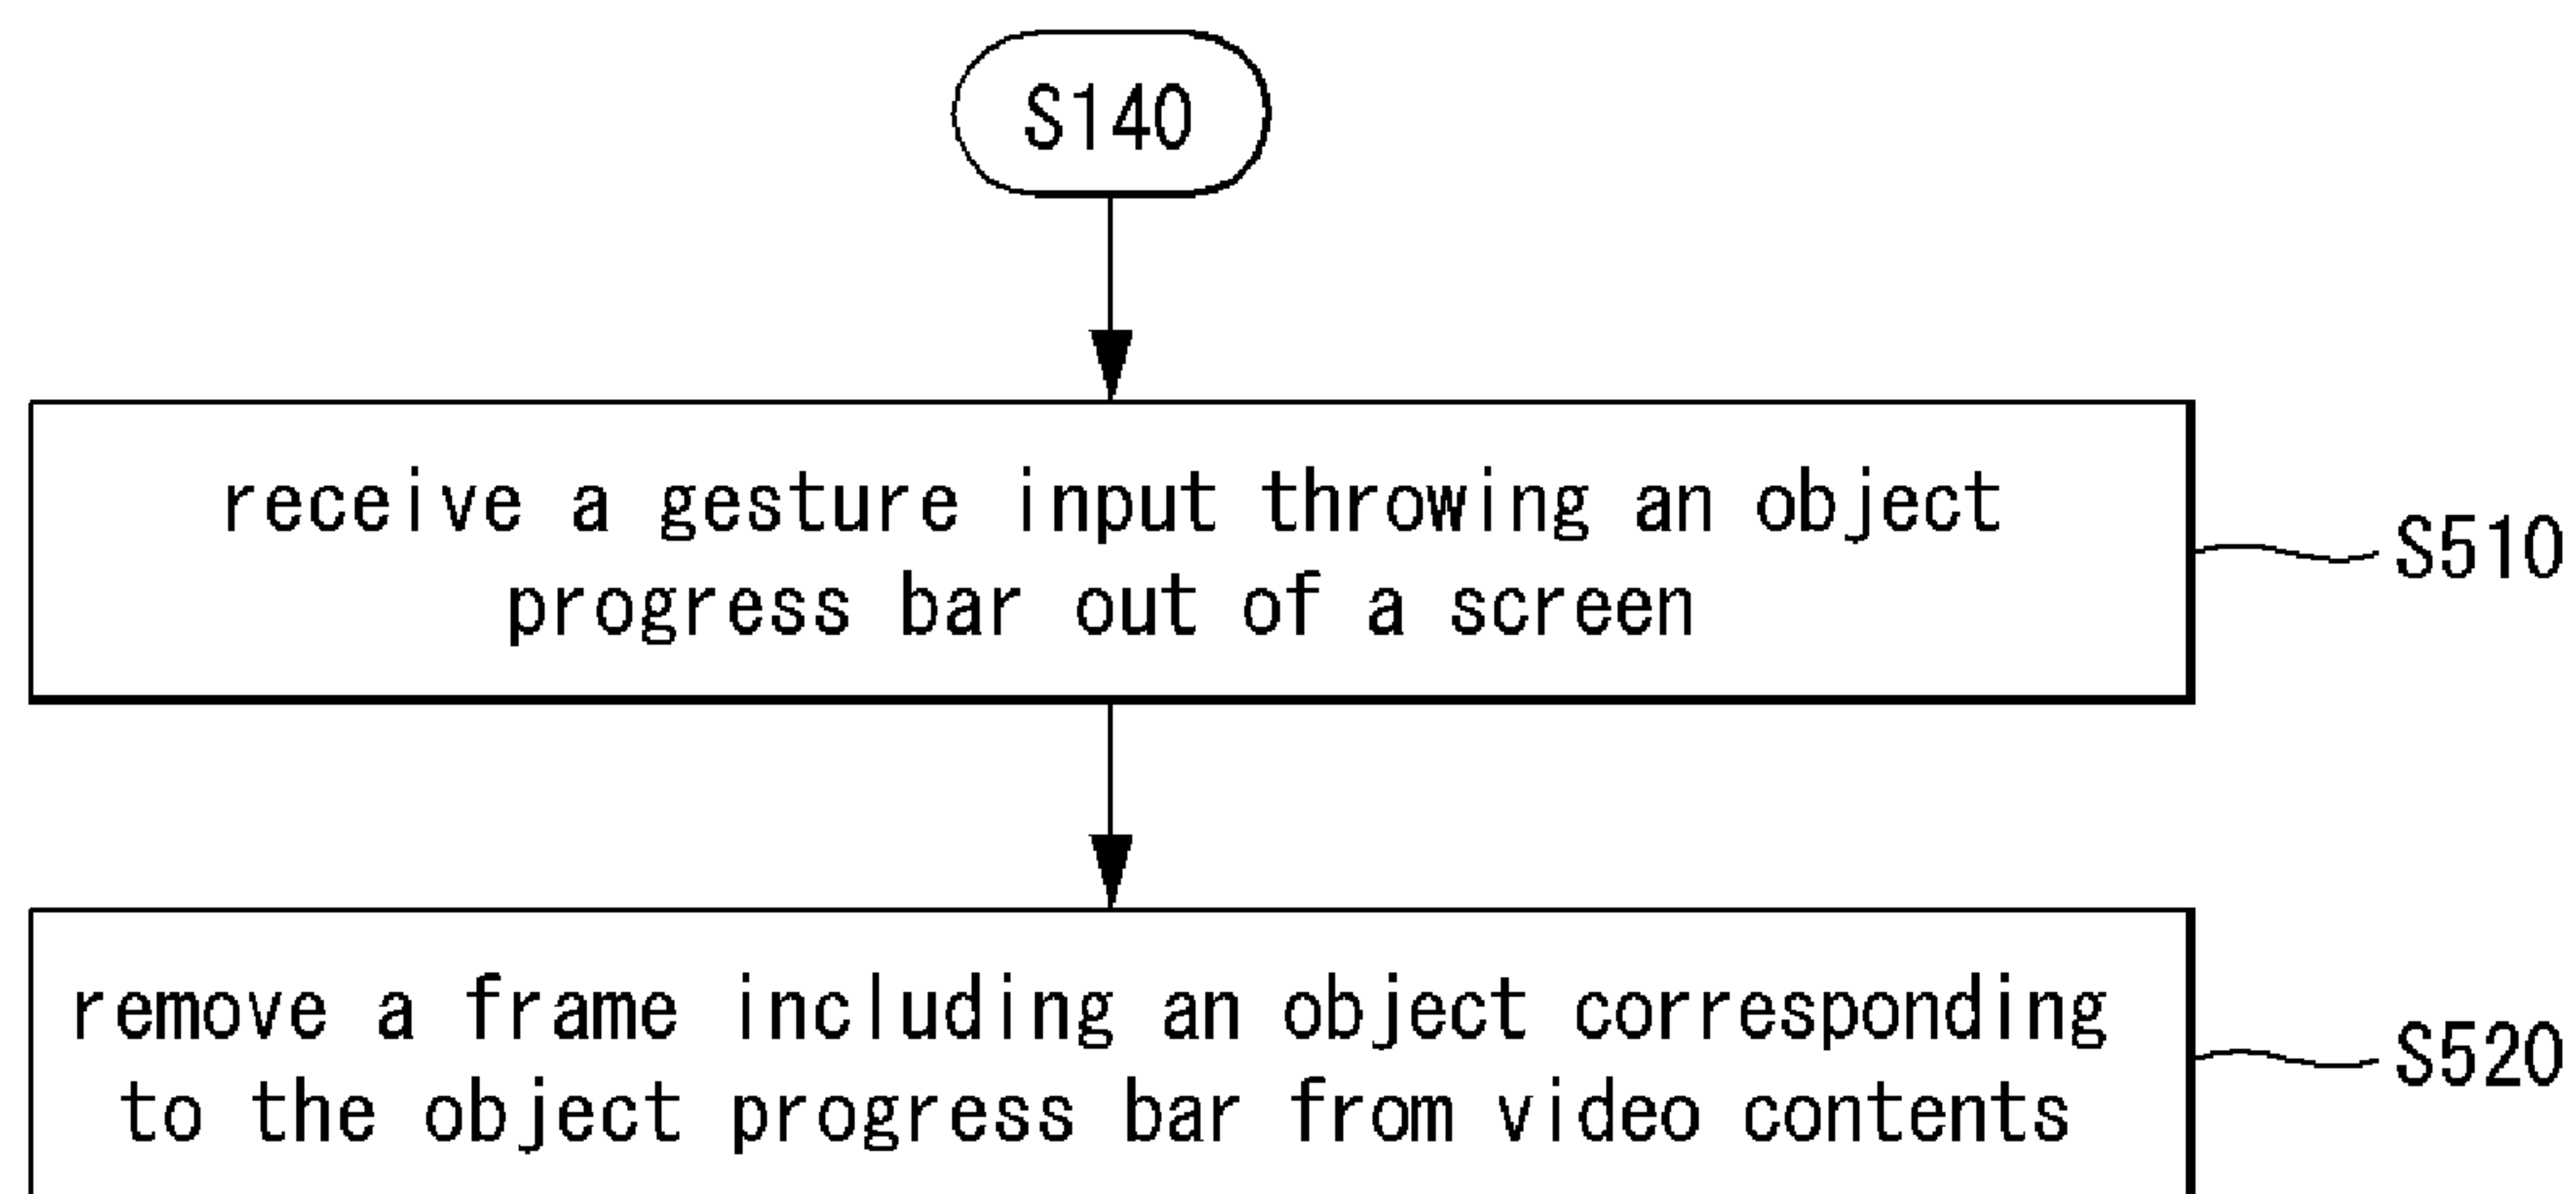 S140
receive a gesture input throwing an object
progress bar out of a screen
S510
remove a frame including an object corresponding
to the object progress bar from video contents
S520